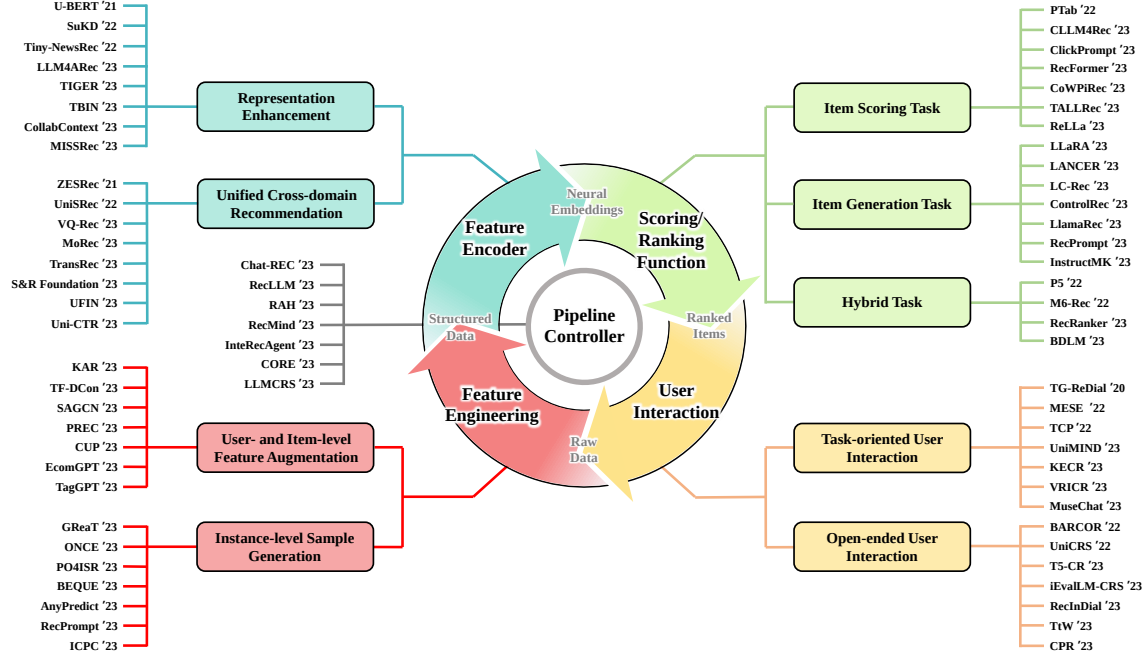 U-BERT ′21
SuKD ′22
Tiny-NewsRec ′22
LLM4ARec ′23
TIGER ′23
TBIN ′23
CollabContext ′23
MISSRec ′23
Representation
Enhancement
ZESRec ′21
UniSRec ′22
VQ-Rec ′23
MoRec ′23
TransRec ′23
S&R Foundation ′23
UFIN ′23
Uni-CTR ′23
Unified Cross-domain
Recommendation
Chat-REC ′23
RecLLM ′23
RAH ′23
RecMind ′23
InteRecAgent ′23
CORE ′23
LLMCRS ′23
KAR ′23
TF-DCon ′23
SAGCN ′23
PREC ′23
CUP ′23
EcomGPT ′23
TagGPT ′23
User- and Item-level
Feature Augmentation
GReaT ′23
ONCE ′23
PO4ISR ′23
BEQUE ′23
AnyPredict ′23
RecPrompt ′23
ICPC ′23
Instance-level Sample
Generation
Feature
Encoder
Neural
Embeddings
Scoring/
Ranking
Function
Structured
Data
Pipeline
Controller
Ranked
Items
Feature
Engineering
User
Interaction
Raw
Data
Item Scoring Task
PTab ′22
CLLM4Rec ′23
ClickPrompt ′23
RecFormer ′23
CoWPiRec ′23
TALLRec ′23
ReLLa ′23
Item Generation Task
LLaRA ′23
LANCER ′23
LC-Rec ′23
ControlRec ′23
LlamaRec ′23
RecPrompt ′23
InstructMK ′23
Hybrid Task
P5 ′22
M6-Rec ′22
RecRanker ′23
BDLM ′23
Task-oriented User
Interaction
TG-ReDial ′20
MESE ′22
TCP ′22
UniMIND ′23
KECR ′23
VRICR ′23
MuseChat ′23
Open-ended User
Interaction
BARCOR ′22
UniCRS ′22
T5-CR ′23
iEvalLM-CRS ′23
RecInDial ′23
TtW ′23
CPR ′23